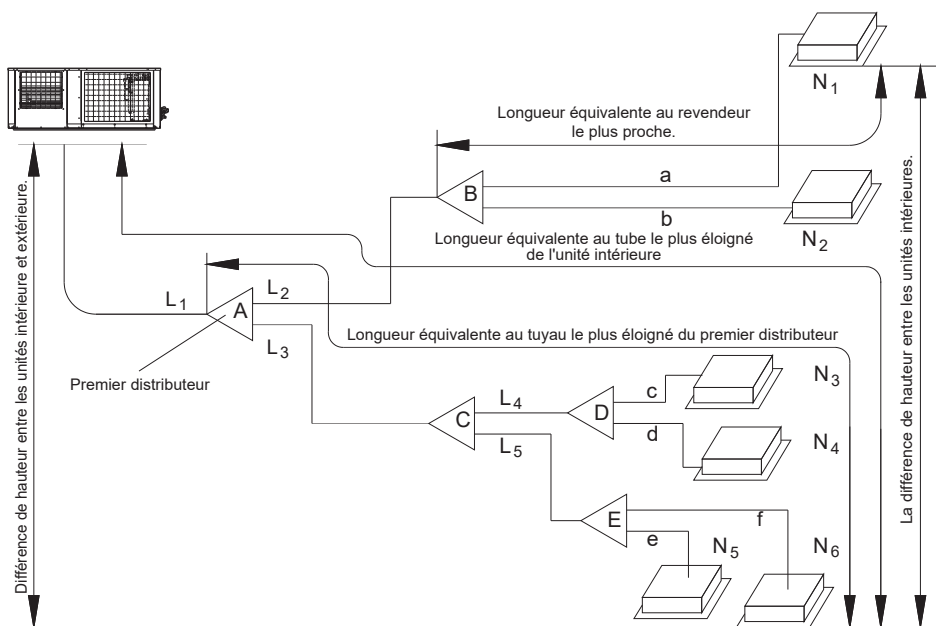 N1
Longueur équivalente au revendeur
le plus proche.
a
B
b
N2
Longueur équivalente au tube le plus éloigné
de l'unité intérieure
L1
L2
A
L3
Longueur équivalente au tuyau le plus éloigné du premier distributeur
Premier distributeur
N3
L4
c
D
C
d
L5
N4
E
f
e
N5
N6
Différence de hauteur entre les unités intérieure et extérieure.
La différence de hauteur entre les unités intérieures.